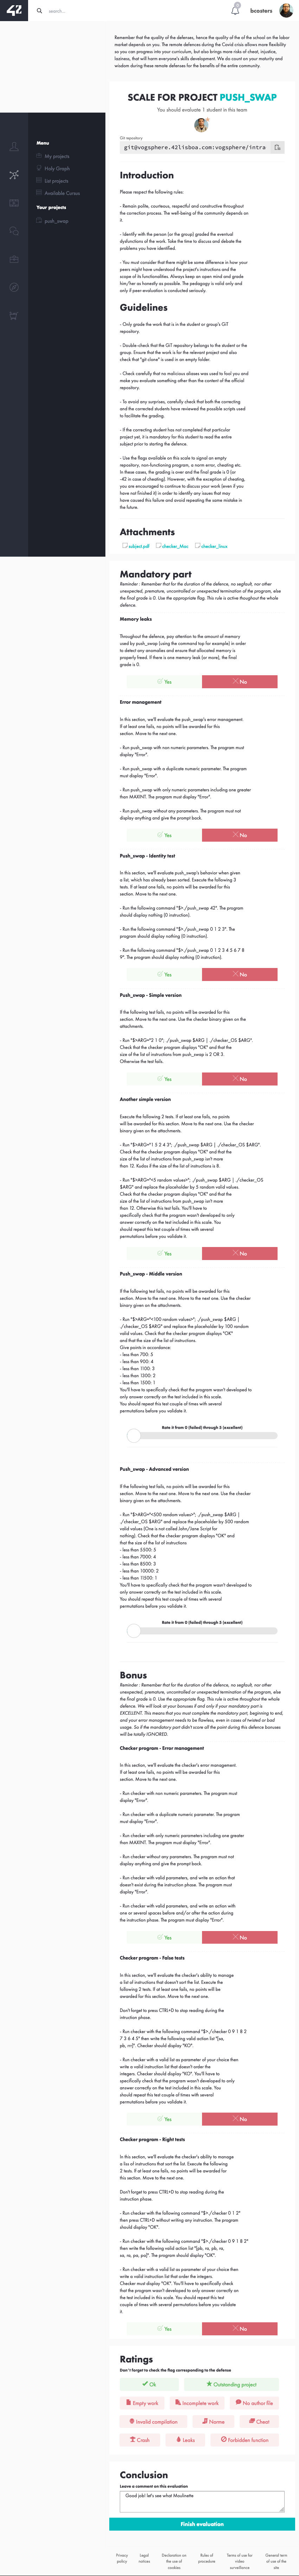 42
search...
bcoaters
Menu
My projects
Holy Graph
List projects
Available Cursus
Your projects
push_swap
Remember that the quality of the defenses, hence the quality of the of the school on the labor
market depends on you. The remote defences during the Covid crisis allows more flexibility
so you can progress into your curriculum, but also brings more risks of cheat, injustice,
laziness, that will harm everyone's skills development. We do count on your maturity and
wisdom during these remote defenses for the benefits of the entire community.
SCALE FOR PROJECT PUSH_SWAP
You should evaluate 1 student in this team
Git repository
git@vogsphere.42lisboa.com:vogsphere/intra
Introduction
Please respect the following rules:
- Remain polite, courteous, respectful and constructive throughout
the correction process. The well-being of the community depends on
it.
- Identify with the person (or the group) graded the eventual
dysfunctions of the work. Take the time to discuss and debate the
problems you have identified.
- You must consider that there might be some difference in how your
peers might have understood the project's instructions and the
scope of its functionalities. Always keep an open mind and grade
him/her as honestly as possible. The pedagogy is valid only and
only if peer-evaluation is conducted seriously.
Guidelines
- Only grade the work that is in the student or group's GiT
repository.
- Double-check that the GiT repository belongs to the student or the
group. Ensure that the work is for the relevant project and also
check that "git clone" is used in an empty folder.
- Check carefully that no malicious aliases was used to fool you and
make you evaluate something other than the content of the official
repository.
- To avoid any surprises, carefully check that both the correcting
and the corrected students have reviewed the possible scripts used
to facilitate the grading.
- If the correcting student has not completed that particular
project yet, it is mandatory for this student to read the entire
subject prior to starting the defence.
- Use the flags available on this scale to signal an empty
repository, non-functioning program, a norm error, cheating etc.
In these cases, the grading is over and the final grade is 0 (or
-42 in case of cheating). However, with the exception of cheating,
you are encouraged to continue to discuss your work (even if you
have not finished it) in order to identify any issues that may
have caused this failure and avoid repeating the same mistake in
the future.
Attachments
subject.pdf
checker_Mac
checker_linux
Mandatory part
Reminder : Remember that for the duration of the defence, no segfault, nor other
unexpected, premature, uncontrolled or unexpected termination of the program, else
the final grade is 0. Use the appropriate flag. This rule is active thoughout the whole
defence.
Memory leaks
Throughout the defence, pay attention to the amount of memory
used by push_swap (using the command top for example) in order
to detect any anomalies and ensure that allocated memory is
properly freed. If there is one memory leak (or more), the final
grade is 0.
Yes
No
Error management
In this section, we'll evaluate the push_swap's error management.
If at least one fails, no points will be awarded for this
section. Move to the next one.
- Run push_swap with non numeric parameters. The program must
display "Error".
- Run push_swap with a duplicate numeric parameter. The program
must display "Error".
- Run push_swap with only numeric parameters including one greater
than MAXINT. The program must display "Error".
- Run push_swap without any parameters. The program must not
display anything and give the prompt back.
Yes
No
Push_swap - Identity test
In this section, we'll evaluate push_swap's behavior when given
a list, which has already been sorted. Execute the following 3
tests. If at least one fails, no points will be awarded for this
section. Move to the next one.
- Run the following command "$>./push_swap 42". The program
should display nothing (0 instruction).
- Run the following command "$>./push_swap 0 1 2 3". The
program should display nothing (0 instruction).
- Run the following command "$>./push_swap 0 1 2 3 4 5 6 7 8
9". The program should display nothing (0 instruction).
Yes
No
Push_swap - Simple version
If the following test fails, no points will be awarded for this
section. Move to the next one. Use the checker binary given on the
attachments.
- Run "$>ARG="2 1 0"; ./push_swap $ARG | ./checker_OS $ARG".
Check that the checker program displays "OK" and that the
size of the list of instructions from push_swap is 2 OR 3.
Otherwise the test fails.
Yes
No
Another simple version
Execute the following 2 tests. If at least one fails, no points
will be awarded for this section. Move to the next one. Use the checker
binary given on the attachments.
- Run "$>ARG="1 5 2 4 3"; ./push_swap $ARG | ./checker_OS $ARG".
Check that the checker program displays "OK" and that the
size of the list of instructions from push_swap isn't more
than 12. Kudos if the size of the list of instructions is 8.
- Run "$>ARG="<5 random values>"; ./push_swap $ARG | ./checker_OS
$ARG" and replace the placeholder by 5 random valid values.
Check that the checker program displays "OK" and that the
size of the list of instructions from push_swap isn't more
than 12. Otherwise this test fails. You'll have to
specifically check that the program wasn't developed to only
answer correctly on the test included in this scale. You
should repeat this test couple of times with several
permutations before you validate it.
Yes
No
Push_swap - Middle version
If the following test fails, no points will be awarded for this
section. Move to the next one. Move to the next one. Use the checker
binary given on the attachments.
- Run "$>ARG="<100 random values>"; ./push_swap $ARG |
./checker_OS $ARG" and replace the placeholder by 100 random
valid values. Check that the checker program displays "OK"
and that the size of the list of instructions.
Give points in accordance:
- less than 700: 5
- less than 900: 4
- less than 1100: 3
- less than 1300: 2
- less than 1500: 1
You'll have to specifically check that the program wasn't developed to
only answer correctly on the test included in this scale.
You should repeat this test couple of times with several
permutations before you validate it.
Rate it from 0 (failed) through 5 (excellent)
Push_swap - Advanced version
If the following test fails, no points will be awarded for this
section. Move to the next one. Move to the next one. Use the checker
binary given on the attachments.
- Run "$>ARG="<500 random values>"; ./push_swap $ARG |
./checker_OS $ARG" and replace the placeholder by 500 random
valid values (One is not called John/Jane Script for
nothing). Check that the checker program displays "OK" and
that the size of the list of instructions
- less than 5500: 5
- less than 7000: 4
- less than 8500: 3
- less than 10000: 2
- less than 11500: 1
You'll have to specifically check that the program wasn't developed to
only answer correctly on the test included in this scale.
You should repeat this test couple of times with several
permutations before you validate it.
Rate it from 0 (failed) through 5 (excellent)
Bonus
Reminder : Remember that for the duration of the defence, no segfault, nor other
unexpected, premature, uncontrolled or unexpected termination of the program, else
the final grade is 0. Use the appropriate flag. This rule is active thoughout the whole
defence. We will look at your bonuses if and only if your mandatory part is
EXCELLENT. This means that you must complete the mandatory part, beginning to end,
and your error management needs to be flawless, even in cases of twisted or bad
usage. So if the mandatory part didn't score all the point during this defence bonuses
will be totally IGNORED.
Checker program - Error management
In this section, we'll evaluate the checker's error management.
If at least one fails, no points will be awarded for this
section. Move to the next one.
- Run checker with non numeric parameters. The program must
display "Error".
- Run checker with a duplicate numeric parameter. The program
must display "Error".
- Run checker with only numeric parameters including one greater
than MAXINT. The program must display "Error".
- Run checker without any parameters. The program must not
display anything and give the prompt back.
- Run checker with valid parameters, and write an action that
doesn't exist during the instruction phase. The program must
display "Error".
- Run checker with valid parameters, and write an action with
one or several spaces before and/or after the action during
the instruction phase. The program must display "Error".
Yes
No
Checker program - False tests
In this section, we'll evaluate the checker's ability to manage
a list of instructions that doesn't sort the list. Execute the
following 2 tests. If at least one fails, no points will be
awarded for this section. Move to the next one.
Don't forget to press CTRL+D to stop reading during the
intruction phase.
- Run checker with the following command "$>./checker 0 9 1 8 2
7 3 6 4 5" then write the following valid action list "[sa,
pb, rrr]". Checker should display "KO".
- Run checker with a valid list as parameter of your choice then
write a valid instruction list that doesn't order the
integers. Checker should display "KO". You'll have to
specifically check that the program wasn't developed to only
answer correctly on the test included in this scale. You
should repeat this test couple of times with several
permutations before you validate it.
Yes
No
Checker program - Right tests
In this section, we'll evaluate the checker's ability to manage
a list of instructions that sort the list. Execute the following
2 tests. If at least one fails, no points will be awarded for
this section. Move to the next one.
Don't forget to press CTRL+D to stop reading during the
instruction phase.
- Run checker with the following command "$>./checker 0 1 2"
then press CTRL+D without writing any instruction. The program
should display "OK".
- Run checker with the following command "$>./checker 0 9 1 8 2"
then write the following valid action list "[pb, ra, pb, ra,
sa, ra, pa, pa]". The program should display "OK".
- Run checker with a valid list as parameter of your choice then
write a valid instruction list that order the integers.
Checker must display "OK". You'll have to specifically check
that the program wasn't developed to only answer correctly on
the test included in this scale. You should repeat this test
couple of times with several permutations before you validate
it.
Yes
No
Ratings
Don't forget to check the flag corresponding to the defense
Ok
Outstanding project
Empty work
Incomplete work
No author file
Invalid compilation
Norme
Cheat
Crash
Leaks
Forbidden function
Conclusion
Leave a comment on this evaluation
Good job! let's see what Moulinette
Finish evaluation
Privacy
policy
Legal
notices
Declaration on
the use of
cookies
Rules of
procedure
Terms of use for
video
surveillance
General term
of use of the
site